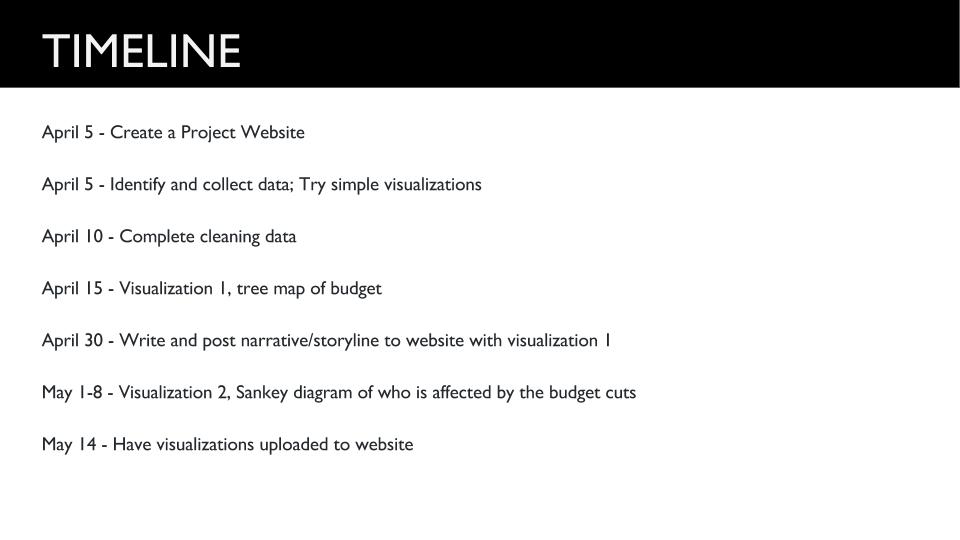 TIMELINE
April 5 - Create a Project Website
April 5 - Identify and collect data; Try simple visualizations
April 10 - Complete cleaning data
April 15 - Visualization 1, tree map of budget
April 30 - Write and post narrative/storyline to website with visualization 1
May 1-8 - Visualization 2, Sankey diagram of who is affected by the budget cuts
May 14 - Have visualizations uploaded to website